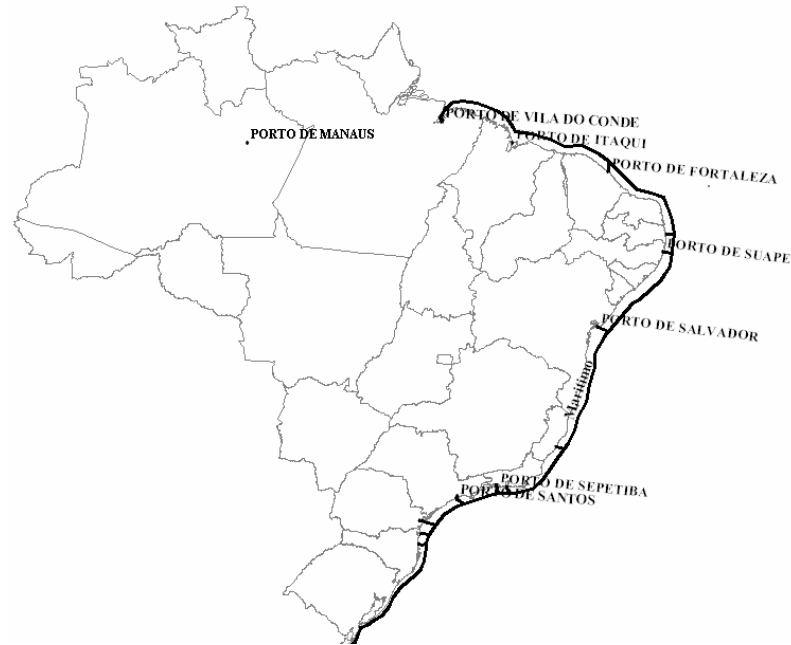 PORTO DE VILA DO CONDE
PORTO DE MANAUS
PORTO DE ITAQUI
PORTO DE FORTALEZA
PORTO DE SUAPE
PORTO DE SALVADOR
Marítimo
PORTO DE SEPETIBA
PORTO DE SANTOS